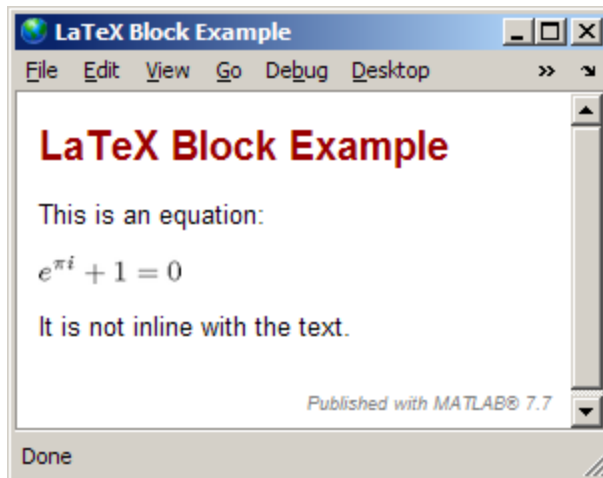 LaTeX Block Example
File Edit View Go Debug Desktop »
LaTeX Block Example
This is an equation:
e^{πi} + 1 = 0
It is not inline with the text.
Published with MATLAB® 7.7
Done